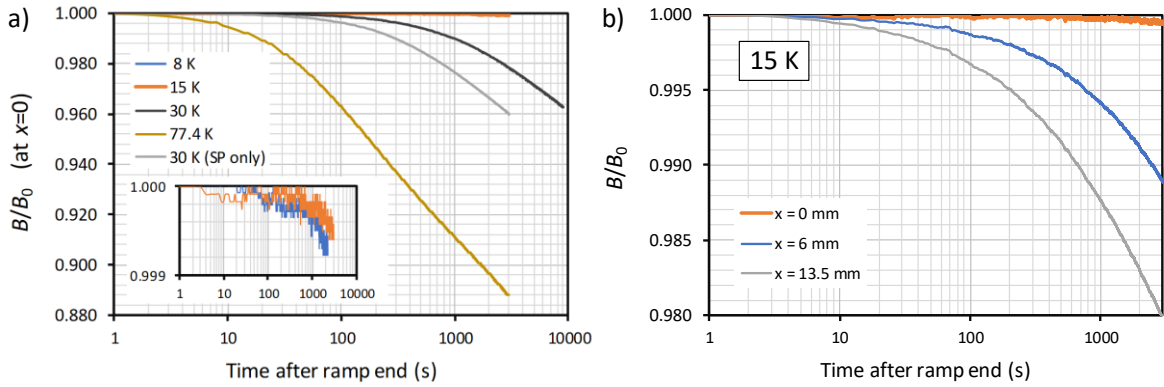 a)
B/B0 (at x=0)
1.000
0.980
0.960
0.940
0.920
0.900
0.880
8 K
15 K
30 K
77.4 K
30 K (SP only)
1.000
0.999
1 10 100 1000 10000
1 10 100 1000 10000
Time after ramp end (s)
b)
B/B0
1.000
0.995
0.990
0.985
0.980
15 K
x = 0 mm
x = 6 mm
x = 13.5 mm
1 10 100 1000
Time after ramp end (s)